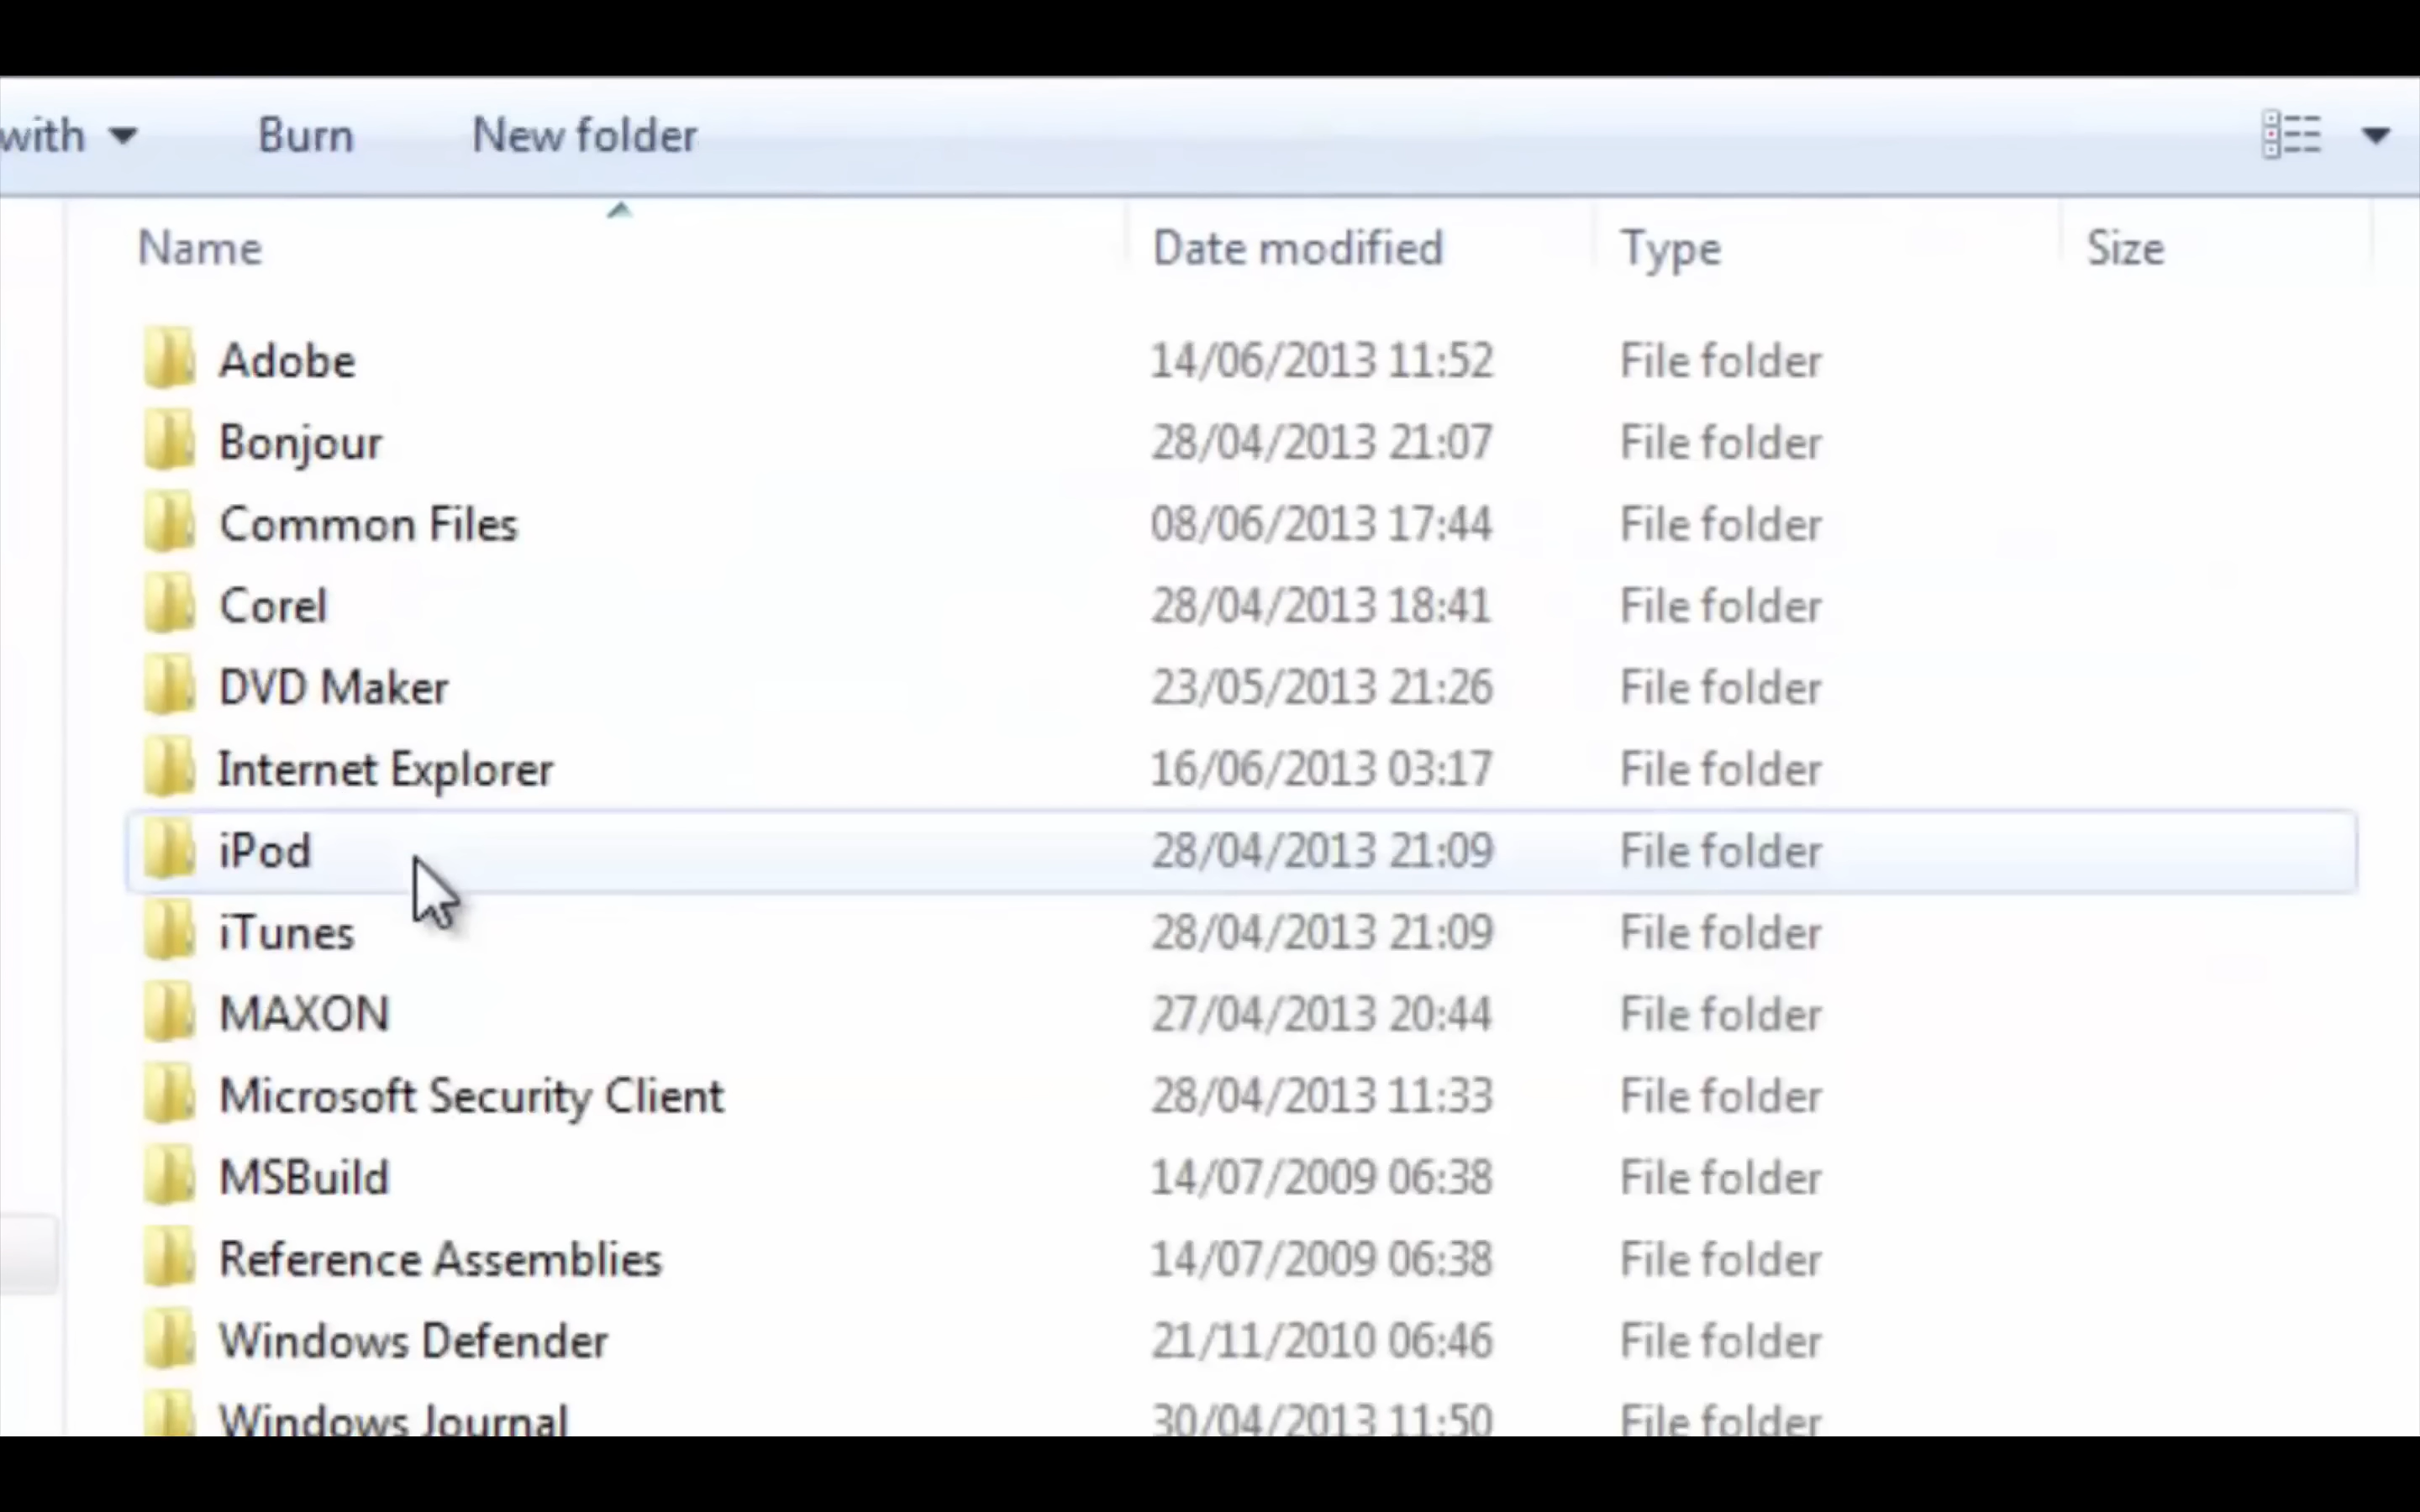 with Burn New folder
Name Date modified Type Size
Adobe 14/06/2013 11:52 File folder
Bonjour 28/04/2013 21:07 File folder
Common Files 08/06/2013 17:44 File folder
Corel 28/04/2013 18:41 File folder
DVD Maker 23/05/2013 21:26 File folder
Internet Explorer 16/06/2013 03:17 File folder
iPod 28/04/2013 21:09 File folder
iTunes 28/04/2013 21:09 File folder
MAXON 27/04/2013 20:44 File folder
Microsoft Security Client 28/04/2013 11:33 File folder
MSBuild 14/07/2009 06:38 File folder
Reference Assemblies 14/07/2009 06:38 File folder
Windows Defender 21/11/2010 06:46 File folder
Windows Journal 30/04/2013 11:50 File folder